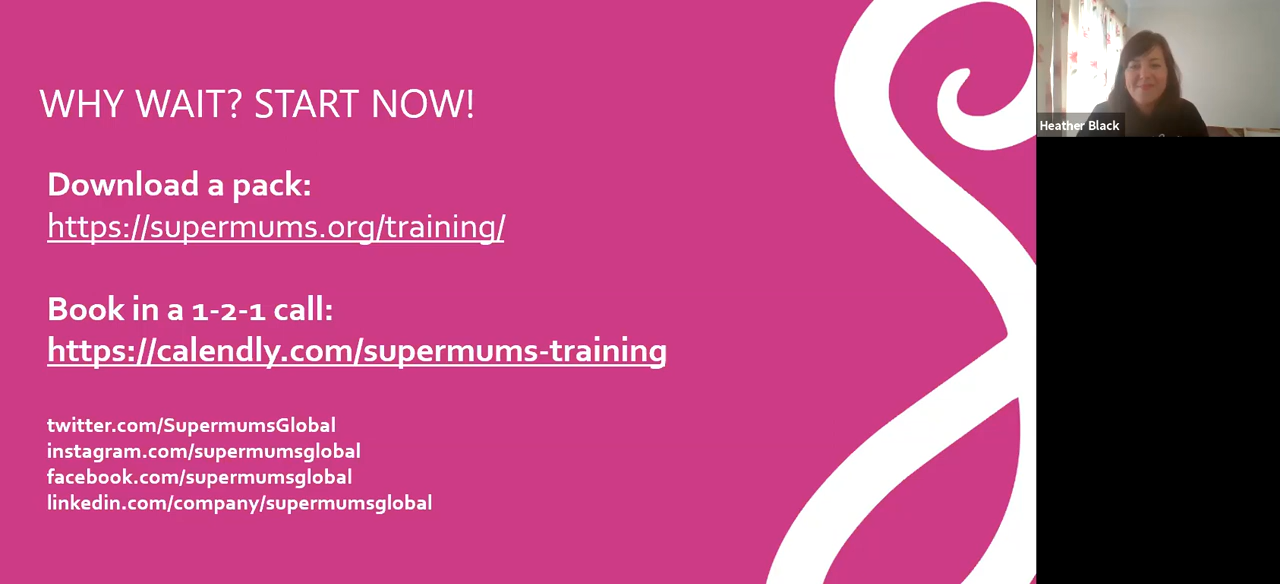 WHY WAIT? START NOW!
Download a pack:
https://supermums.org/training/
Book in a 1-2-1 call:
https://calendly.com/supermums-training
twitter.com/SupermumsGlobal
instagram.com/supermumsglobal
facebook.com/supermumsglobal
linkedin.com/company/supermumsglobal
Heather Black